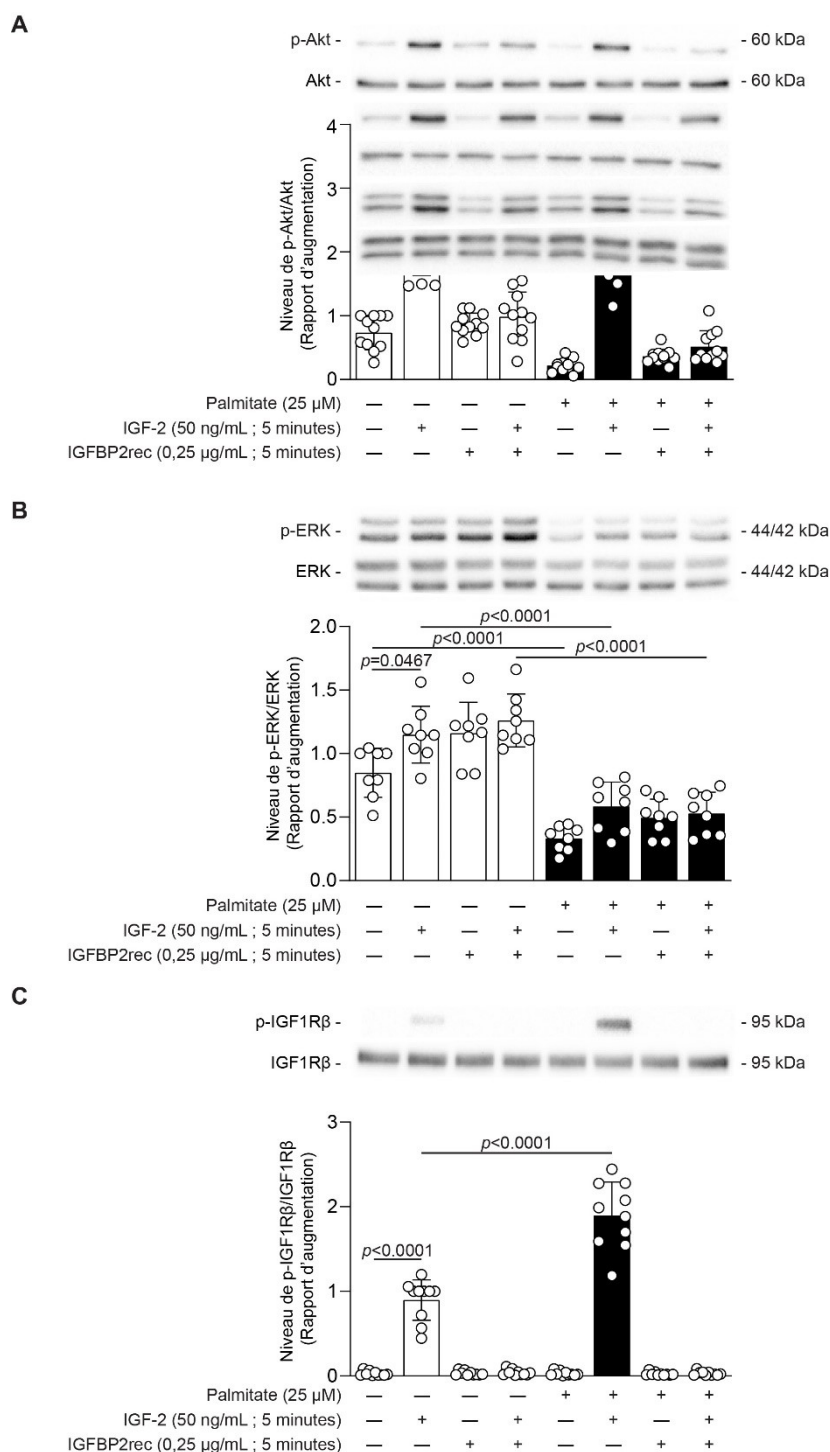 A
p-Akt - - 60 kDa
Akt - - 60 kDa
Niveau de p-Akt/Akt
(Rapport d'augmentation)
4
3
2
1
0
Palmitate (25 µM) — — — — + + + +
IGF-2 (50 ng/mL ; 5 minutes) — + — + — + — +
IGFBP2rec (0,25 µg/mL ; 5 minutes) — — + + — — + +
B
p-ERK - - 44/42 kDa
ERK - - 44/42 kDa
Niveau de p-ERK/ERK
(Rapport d'augmentation)
2.0
1.5
1.0
0.5
0.0
p<0.0001
p<0.0001
p=0.0467
p<0.0001
Palmitate (25 µM) — — — — + + + +
IGF-2 (50 ng/mL ; 5 minutes) — + — + — + — +
IGFBP2rec (0,25 µg/mL ; 5 minutes) — — + + — — + +
C
p-IGF1Rβ - - 95 kDa
IGF1Rβ - - 95 kDa
Niveau de p-IGF1Rβ/IGF1Rβ
(Rapport d'augmentation)
3
2
1
0
p<0.0001
p<0.0001
Palmitate (25 µM) — — — — + + + +
IGF-2 (50 ng/mL ; 5 minutes) — + — + — + — +
IGFBP2rec (0,25 µg/mL ; 5 minutes) — — + + — — + +